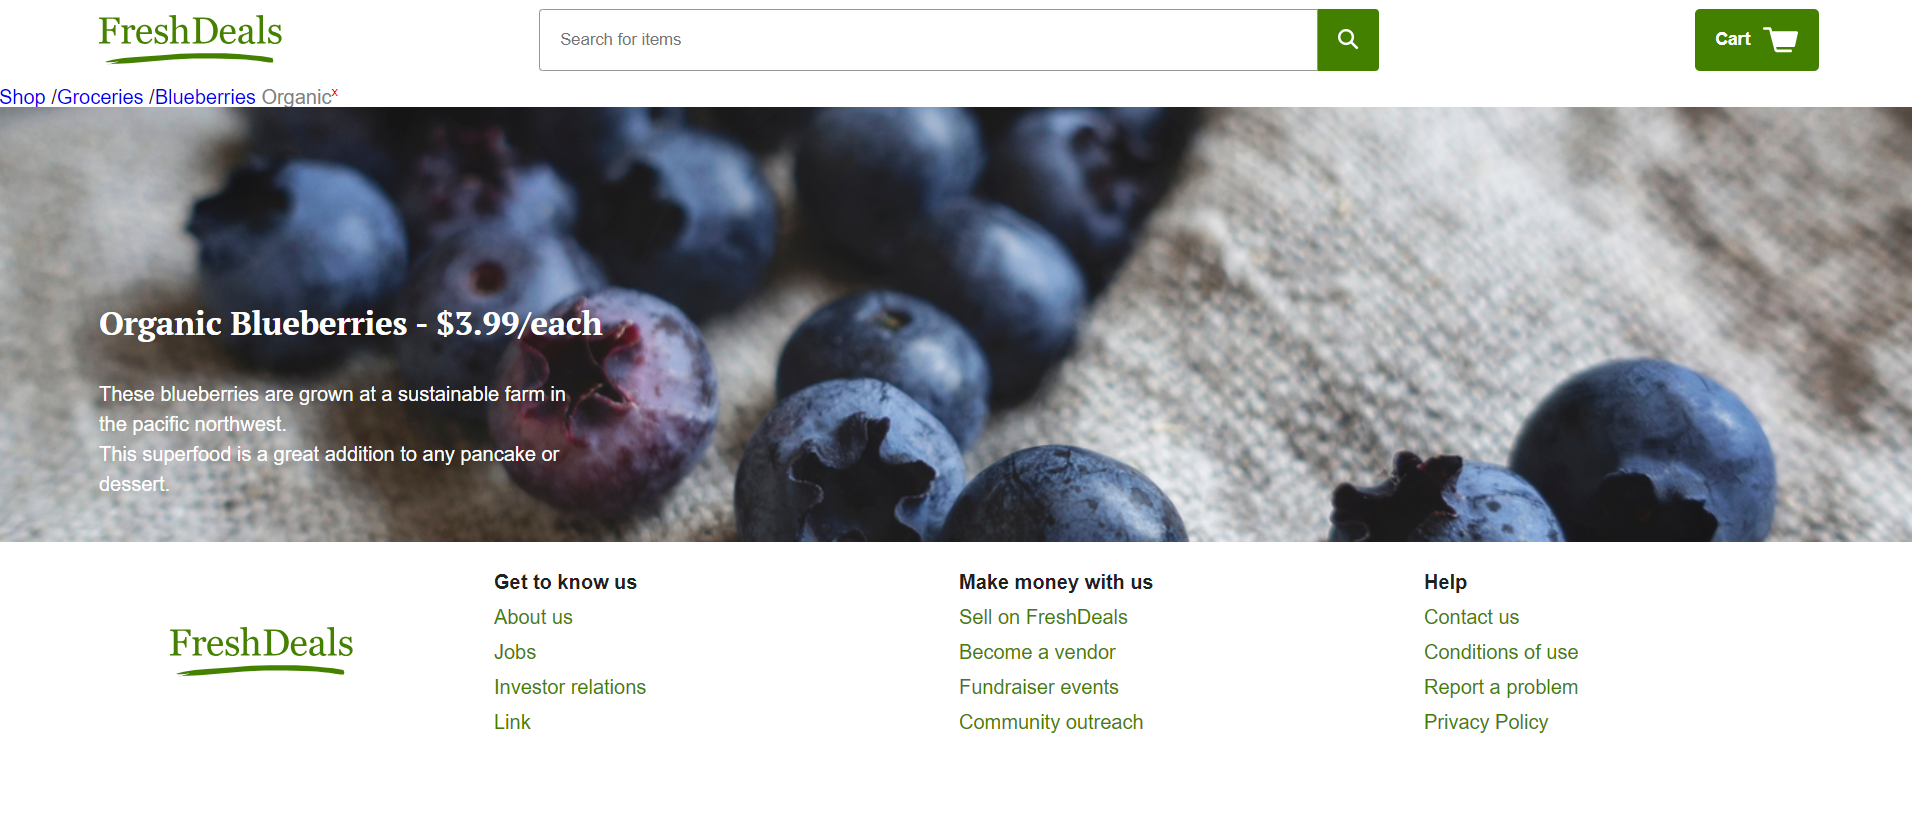 FreshDeals
Search for items
Cart
Shop /Groceries /Blueberries Organicx
Organic Blueberries - $3.99/each
These blueberries are grown at a sustainable farm in
the pacific northwest.
This superfood is a great addition to any pancake or
dessert.
FreshDeals
Get to know us
About us
Jobs
Investor relations
Link
Make money with us
Sell on FreshDeals
Become a vendor
Fundraiser events
Community outreach
Help
Contact us
Conditions of use
Report a problem
Privacy Policy